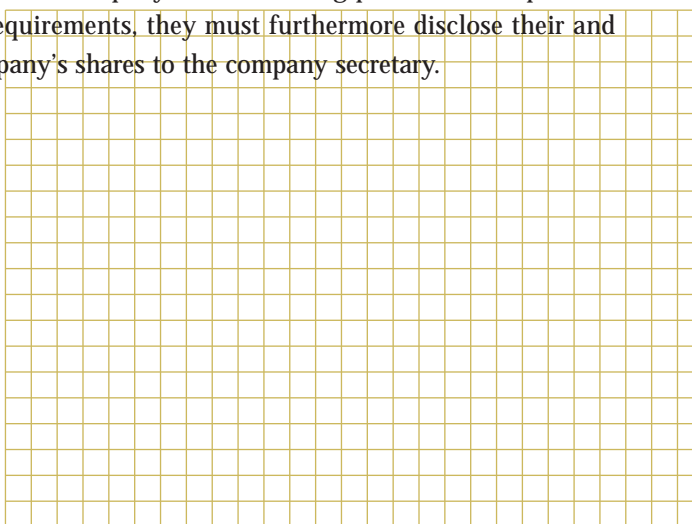 equirements, they must furthermore disclose their and
pany's shares to the company secretary.